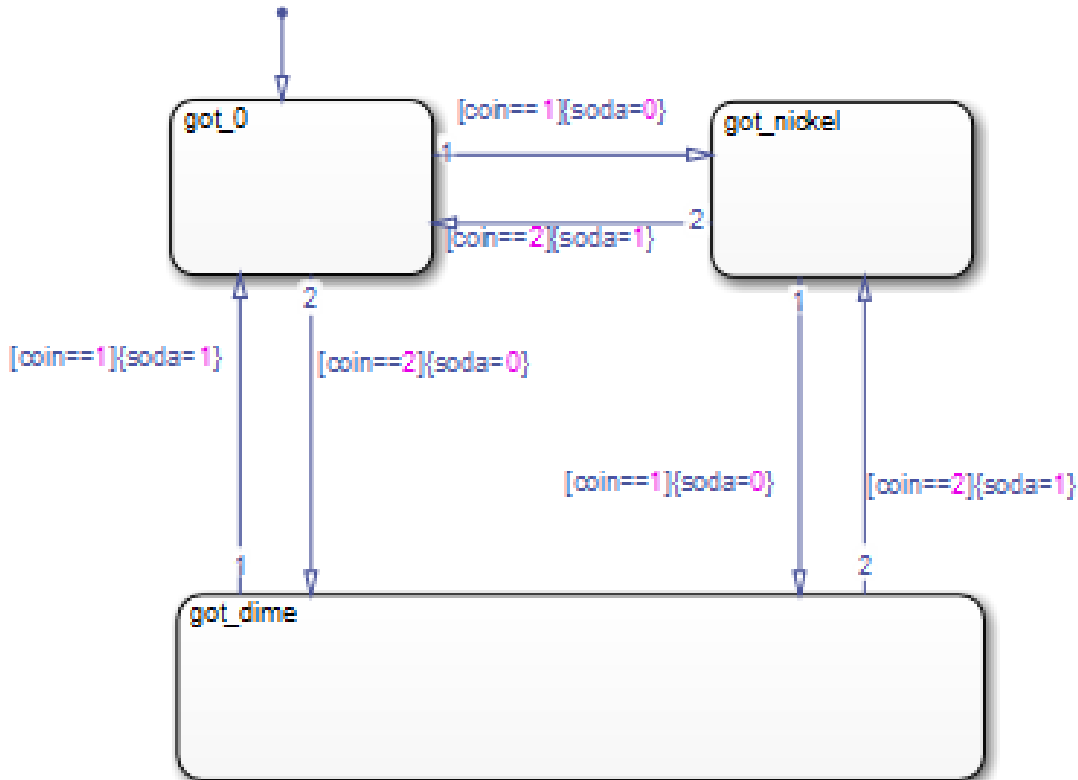 [coin==1]{soda=0}
got_0
got_nickel
1
2
[coin==2]{soda=1}
2
1
[coin==1]{soda=1}
[coin==2]{soda=0}
[coin==1]{soda=0}
[coin==2]{soda=1}
1
2
got_dime